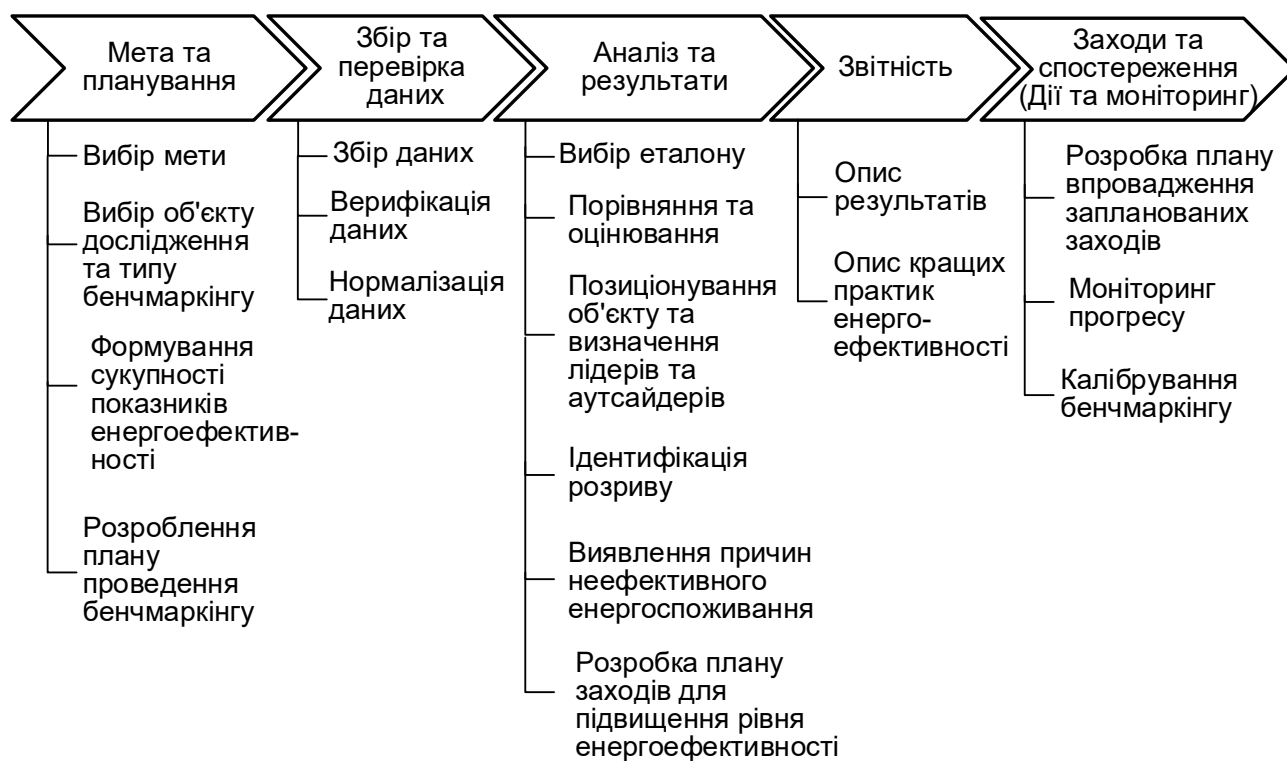 Мета та
планування
Збір та
перевірка
даних
Аналіз та
результати
Звітність
Заходи та
спостереження
(Дії та моніторинг)
Вибір мети
Вибір об'єкту
дослідження
та типу
бенчмаркінгу
Формування
сукупності
показників
енергоефектив-
ності
Розроблення
плану
проведення
бенчмаркінгу
Збір даних
Верифікація
даних
Нормалізація
даних
Вибір еталону
Порівняння та
оцінювання
Позиціонування
об'єкту та
визначення
лідерів та
аутсайдерів
Ідентифікація
розриву
Виявлення причин
неефективного
енергоспоживання
Розробка плану
заходів для
підвищення рівня
енергоефективності
Опис
результатів
Опис кращих
практик
енерго-
ефективності
Розробка плану
впровадження
запланованих
заходів
Моніторинг
прогресу
Калібрування
бенчмаркінгу